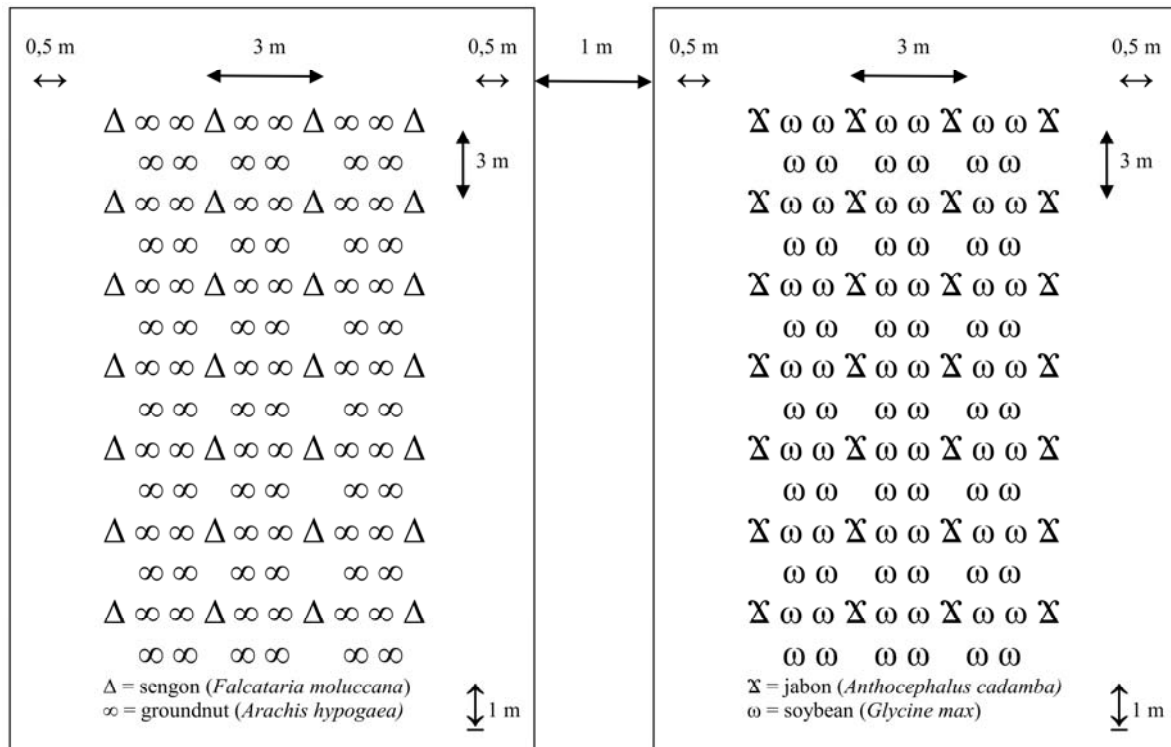 0,5 m 3 m 0,5 m 1 m 0,5 m 3 m 0,5 m
Δ ∞ ∞ Δ ∞ ∞ Δ ∞ ∞ Δ
∞ ∞ ∞ ∞ ∞ ∞
3 m
Δ ∞ ∞ Δ ∞ ∞ Δ ∞ ∞ Δ
∞ ∞ ∞ ∞ ∞ ∞
Δ ∞ ∞ Δ ∞ ∞ Δ ∞ ∞ Δ
∞ ∞ ∞ ∞ ∞ ∞
Δ ∞ ∞ Δ ∞ ∞ Δ ∞ ∞ Δ
∞ ∞ ∞ ∞ ∞ ∞
Δ ∞ ∞ Δ ∞ ∞ Δ ∞ ∞ Δ
∞ ∞ ∞ ∞ ∞ ∞
Δ ∞ ∞ Δ ∞ ∞ Δ ∞ ∞ Δ
∞ ∞ ∞ ∞ ∞ ∞
Δ ∞ ∞ Δ ∞ ∞ Δ ∞ ∞ Δ
∞ ∞ ∞ ∞ ∞ ∞
Δ = sengon (Falcataria moluccana)
∞ = groundnut (Arachis hypogaea)
1 m
Ϫ ω ω Ϫ ω ω Ϫ ω ω Ϫ
ω ω ω ω ω ω
3 m
Ϫ ω ω Ϫ ω ω Ϫ ω ω Ϫ
ω ω ω ω ω ω
Ϫ ω ω Ϫ ω ω Ϫ ω ω Ϫ
ω ω ω ω ω ω
Ϫ ω ω Ϫ ω ω Ϫ ω ω Ϫ
ω ω ω ω ω ω
Ϫ ω ω Ϫ ω ω Ϫ ω ω Ϫ
ω ω ω ω ω ω
Ϫ ω ω Ϫ ω ω Ϫ ω ω Ϫ
ω ω ω ω ω ω
Ϫ ω ω Ϫ ω ω Ϫ ω ω Ϫ
ω ω ω ω ω ω
Ϫ = jabon (Anthocephalus cadamba)
ω = soybean (Glycine max)
1 m